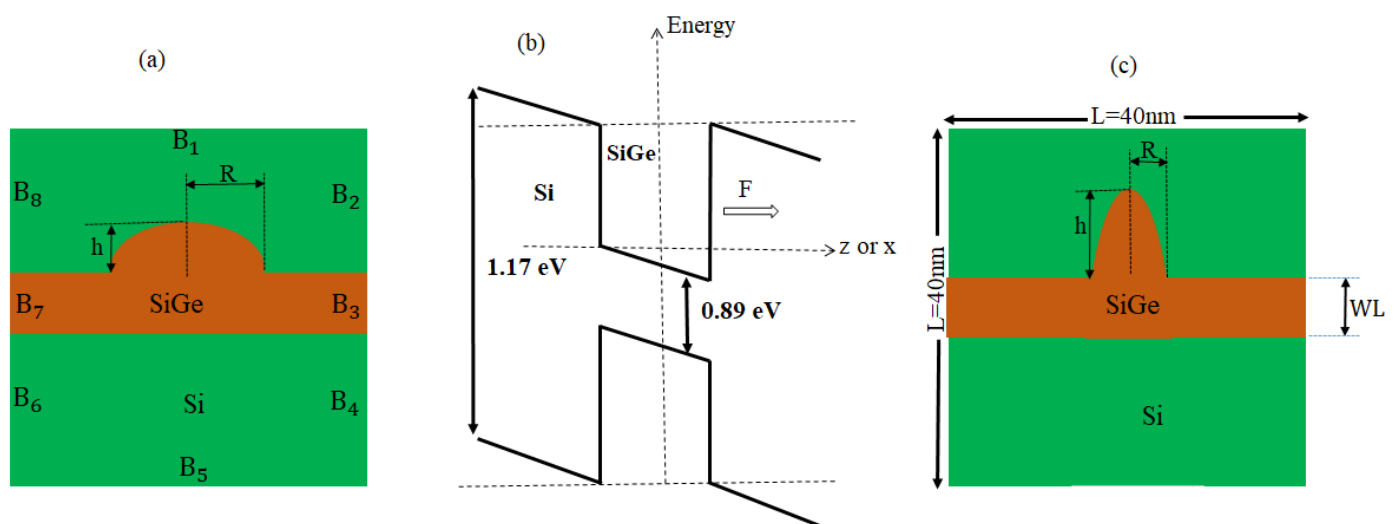 (a)
B₁
R
B₈
B₂
h
B₇
SiGe
B₃
B₆
Si
B₄
B₅
(b)
Energy
SiGe
Si
F
z or x
1.17 eV
0.89 eV
(c)
L=40nm
R
h
L=40nm
SiGe
WL
Si